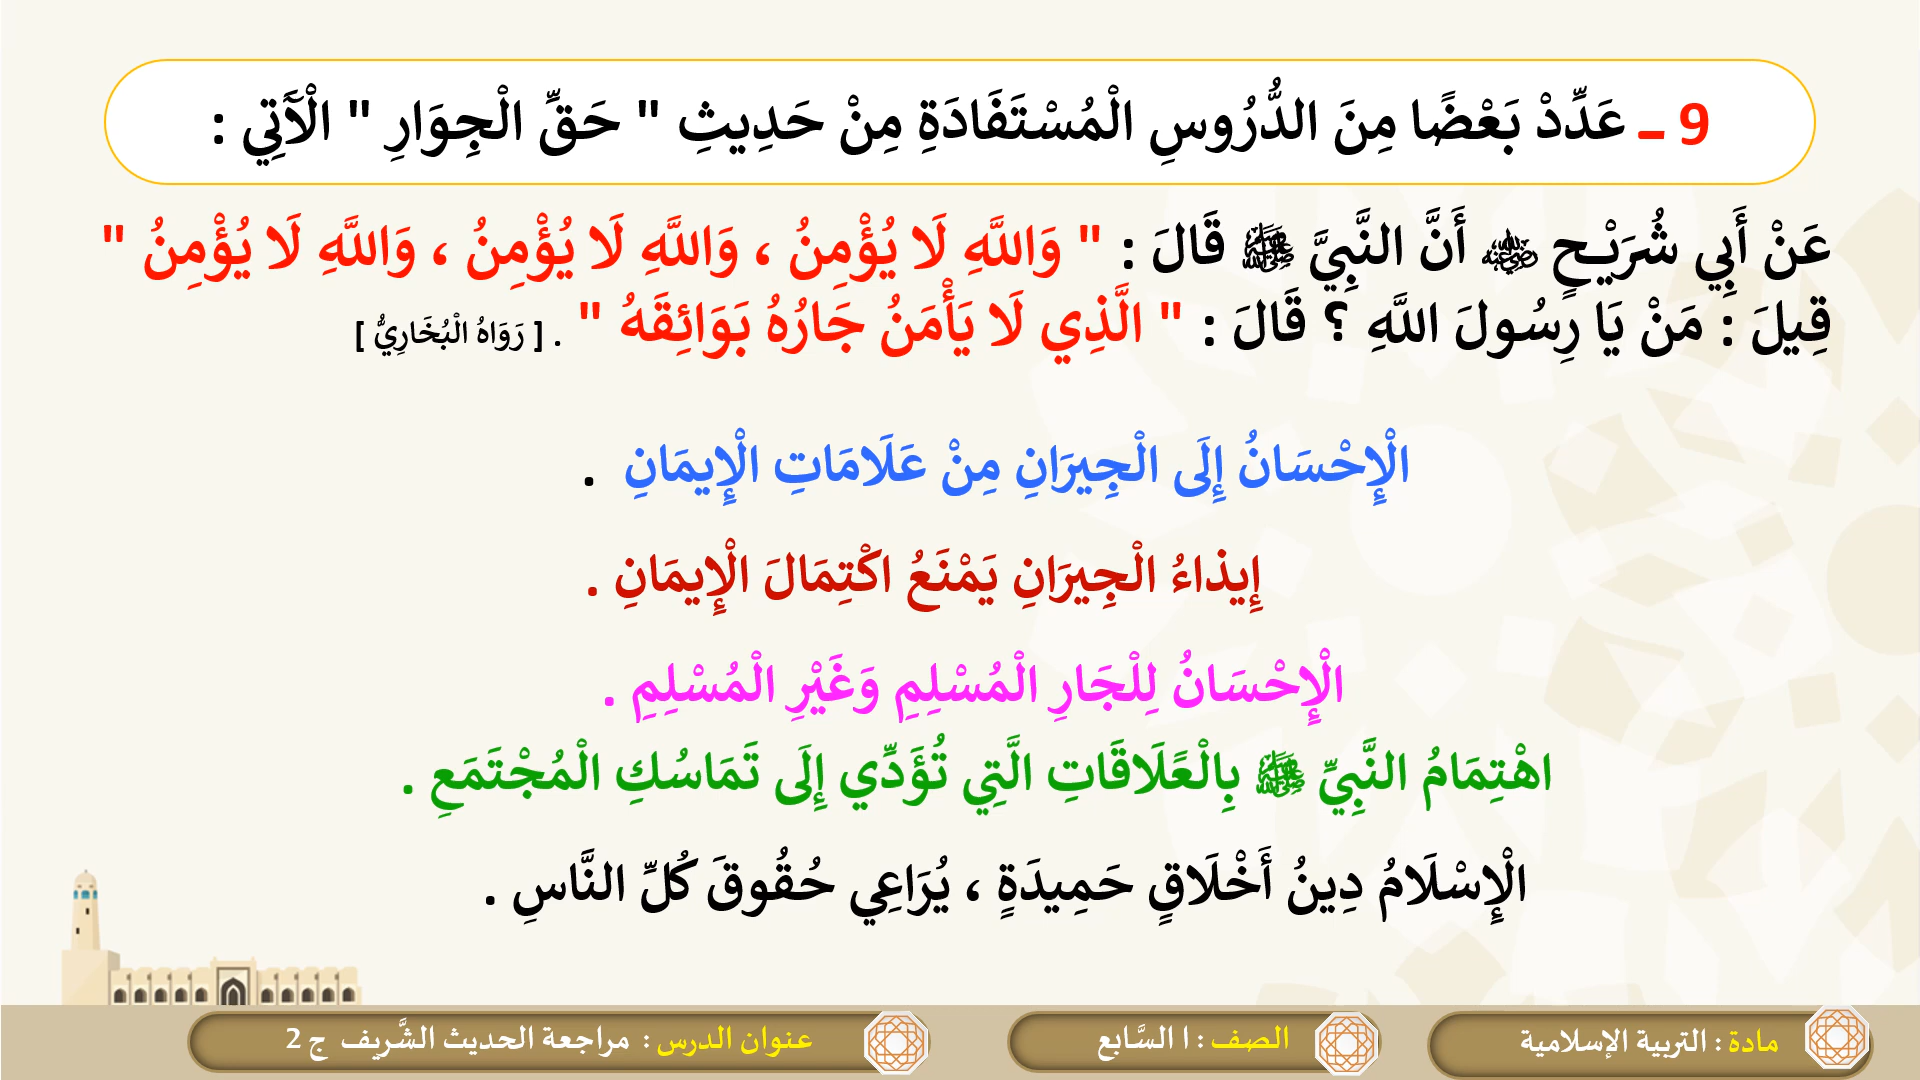 9 ـ عَدِّدْ بَعْضًا مِنَ الدُّرُوسِ الْمُسْتَفَادَةِ مِنْ حَدِيثِ " حَقِّ الْجِوَارِ " الْآتِي :
عَنْ أَبِي شُرَيْحٍ ﵁ أَنَّ النَّبِيَّ ﷺ قَالَ : " وَاللَّهِ لَا يُؤْمِنُ ، وَاللَّهِ لَا يُؤْمِنُ ، وَاللَّهِ لَا يُؤْمِنُ "
قِيلَ : مَنْ يَا رِسُولَ اللَّهِ ؟ قَالَ : " الَّذِي لَا يَأْمَنُ جَارُهُ بَوَائِقَهُ " . [ رَوَاهُ الْبُخَارِيُّ ]
الْإِحْسَانُ إِلَى الْجِيرَانِ مِنْ عَلَامَاتِ الْإِيمَانِ .
إِيذاءُ الْجِيرَانِ يَمْنَعُ اكْتِمَالَ الْإِيمَانِ .
الْإِحْسَانُ لِلْجَارِ الْمُسْلِمِ وَغَيْرِ الْمُسْلِمِ .
اهْتِمَامُ النَّبِيِّ ﷺ بِالْعًلَاقَاتِ الَّتِي تُؤَدِّي إِلَى تَمَاسُكِ الْمُجْتَمَعِ .
الْإِسْلَامُ دِينُ أَخْلَاقٍ حَمِيدَةٍ ، يُرَاعِي حُقُوقَ كُلِّ النَّاسِ .
مادة : التربية الإسلامية
الصف : ا السَّابع
عنوان الدرس : مراجعة الحديث الشَّريف ج 2